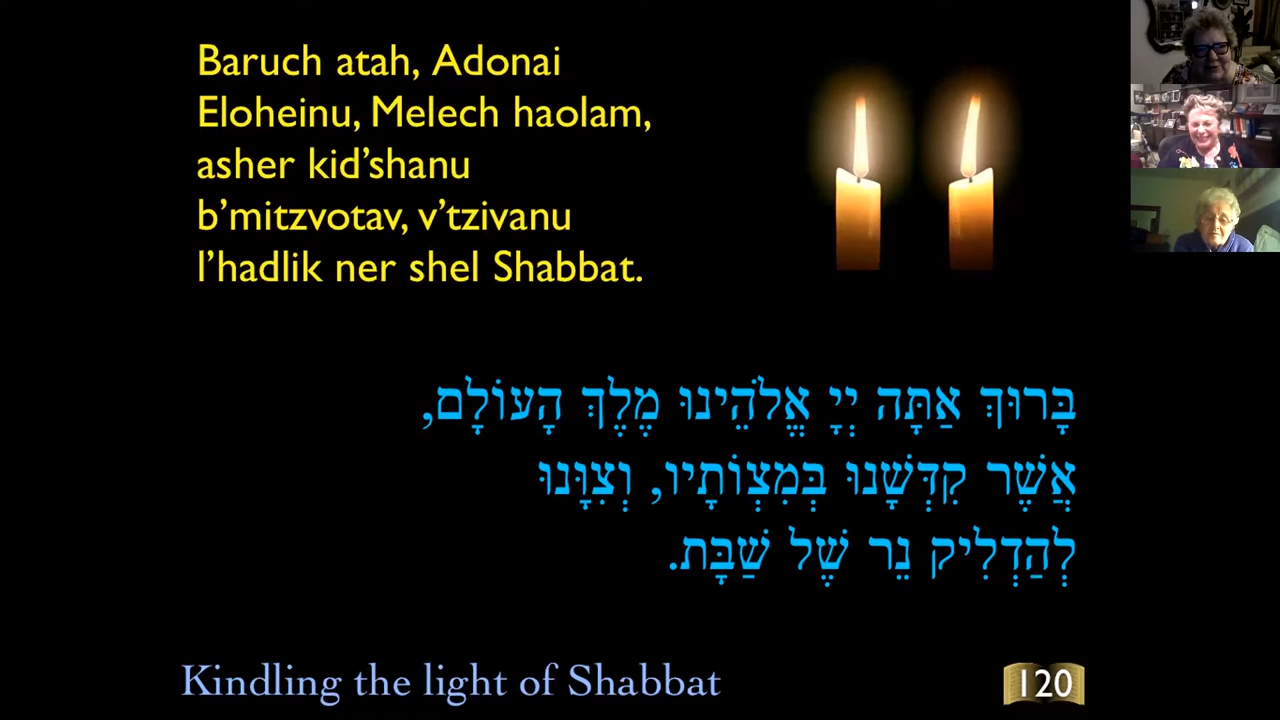 Baruch atah, Adonai
Eloheinu, Melech haolam,
asher kid’shanu
b’mitzvotav, v’tzivanu
l’hadlik ner shel Shabbat.
בָּרוּךְ אַתָּה יְיָ אֱלֹהֵינוּ מֶלֶךְ הָעוֹלָם,
אֲשֶׁר קִדְּשָׁנוּ בְּמִצְוֹתָיו, וְצִוָּנוּ
לְהַדְלִיק נֵר שֶׁל שַׁבָּת.
Kindling the light of Shabbat
120